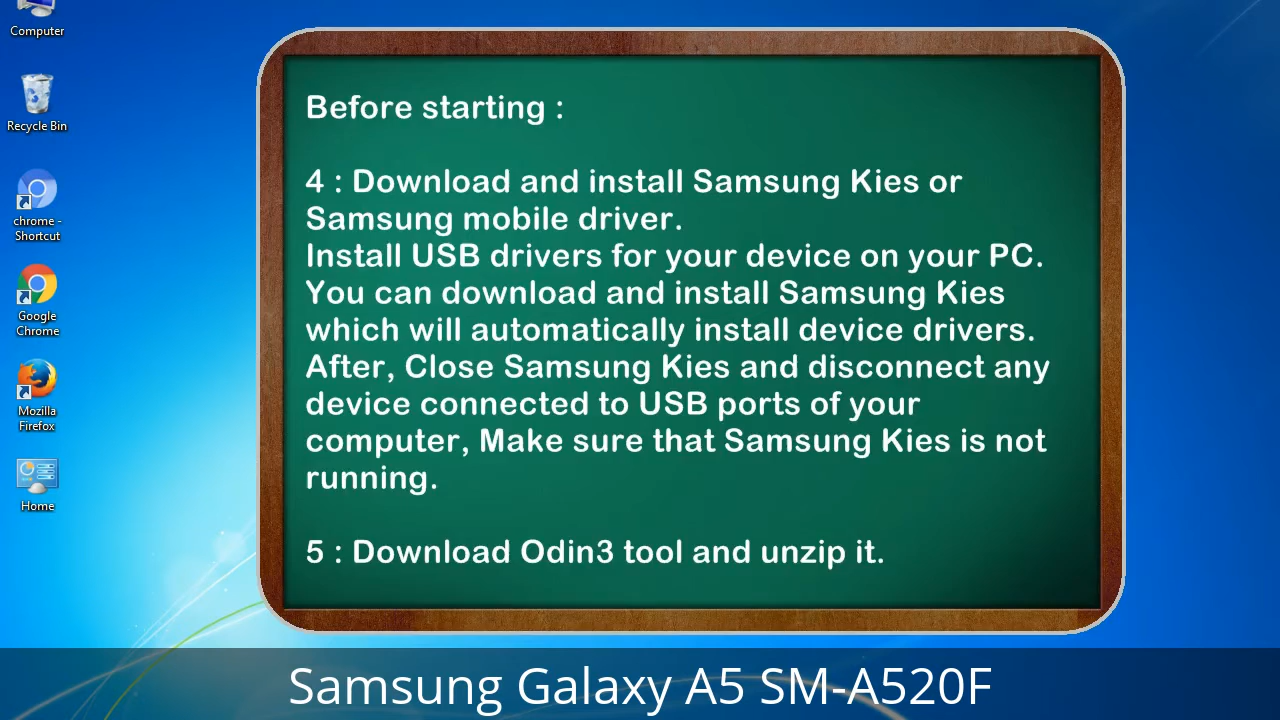 Computer
Recycle Bin
chrome -
Shortcut
Google
Chrome
Mozilla
Firefox
Home
Before starting :
4 : Download and install Samsung Kies or
Samsung mobile driver.
Install USB drivers for your device on your PC.
You can download and install Samsung Kies
which will automatically install device drivers.
After, Close Samsung Kies and disconnect any
device connected to USB ports of your
computer, Make sure that Samsung Kies is not
running.
5 : Download Odin3 tool and unzip it.
Samsung Galaxy A5 SM-A520F